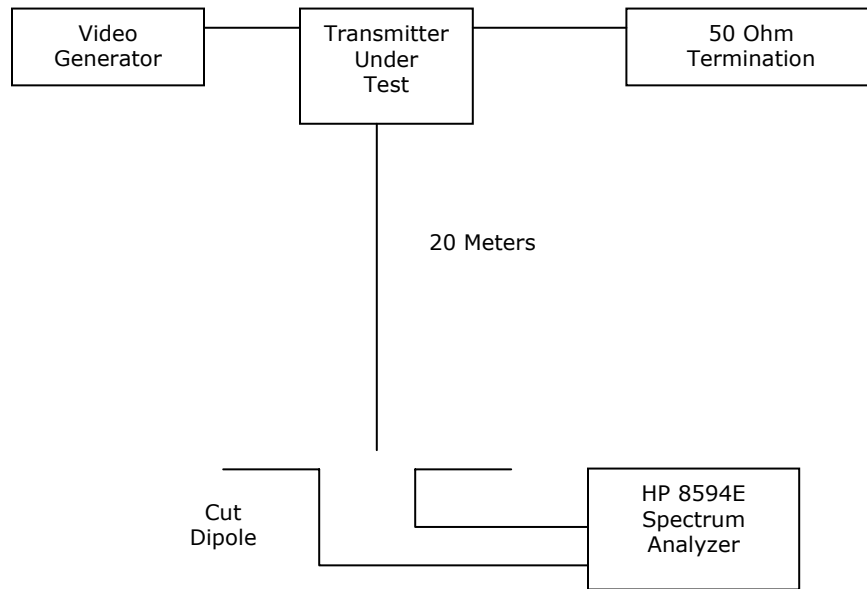 Video
Generator
Transmitter
Under
Test
50 Ohm
Termination
20 Meters
Cut
Dipole
HP 8594E
Spectrum
Analyzer